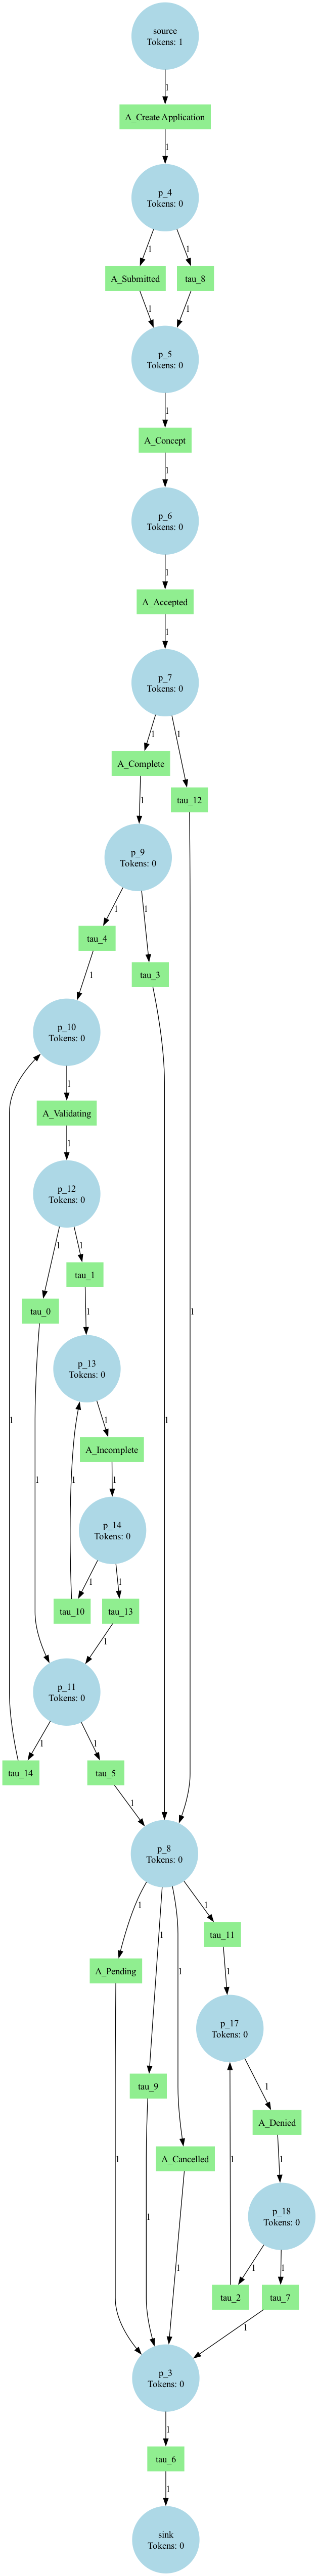 source
Tokens: 1
1
A_Create Application
1
p_4
Tokens: 0
1
1
A_Submitted
tau_8
1
1
p_5
Tokens: 0
1
A_Concept
1
p_6
Tokens: 0
1
A_Accepted
1
p_7
Tokens: 0
1
1
A_Complete
tau_12
1
p_9
Tokens: 0
1
1
tau_4
tau_3
1
p_10
Tokens: 0
1
A_Validating
1
p_12
Tokens: 0
1
1
tau_1
tau_0
1
1
p_13
Tokens: 0
1
1
1
A_Incomplete
1
1
1
p_14
Tokens: 0
1
1
tau_10
tau_13
1
p_11
Tokens: 0
1
1
tau_14
tau_5
1
p_8
Tokens: 0
1
1
1
1
tau_11
A_Pending
1
p_17
Tokens: 0
1
tau_9
A_Denied
1
1
1
1
A_Cancelled
1
p_18
Tokens: 0
1
1
1
tau_2
tau_7
1
p_3
Tokens: 0
1
tau_6
1
sink
Tokens: 0